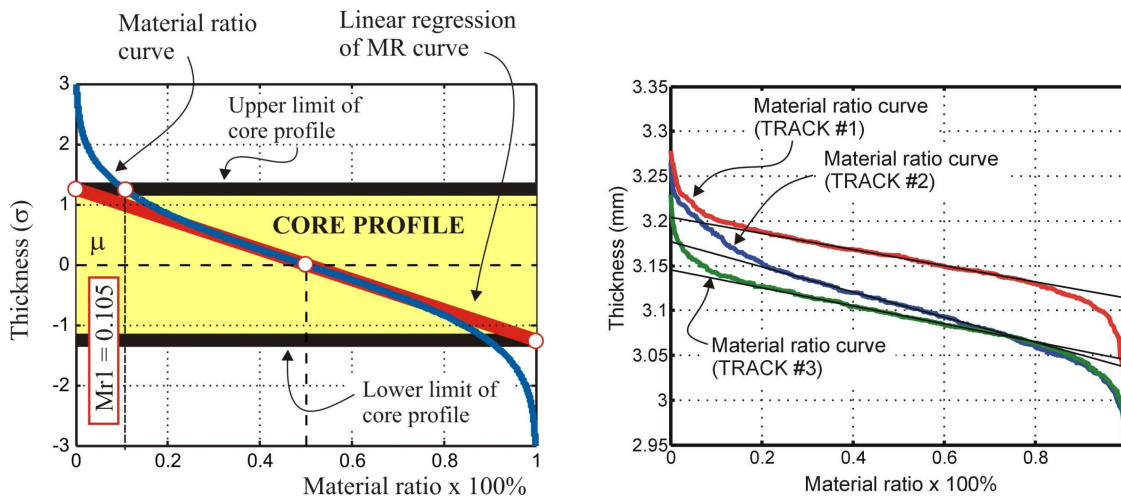 Material ratio
curve
Linear regression
of MR curve
3
2
1
0
-1
-2
-3
Thickness (σ)
Upper limit of
core profile
CORE PROFILE
μ
Mr1 = 0.105
Lower limit of
core profile
0
0.2
0.4
0.6
0.8
1
Material ratio x 100%
3.35
3.3
3.25
3.2
3.15
3.1
3.05
3
2.95
Thickness (mm)
Material ratio curve
(TRACK #1)
Material ratio curve
(TRACK #2)
Material ratio curve
(TRACK #3)
0
0.2
0.4
0.6
0.8
Material ratio x 100%